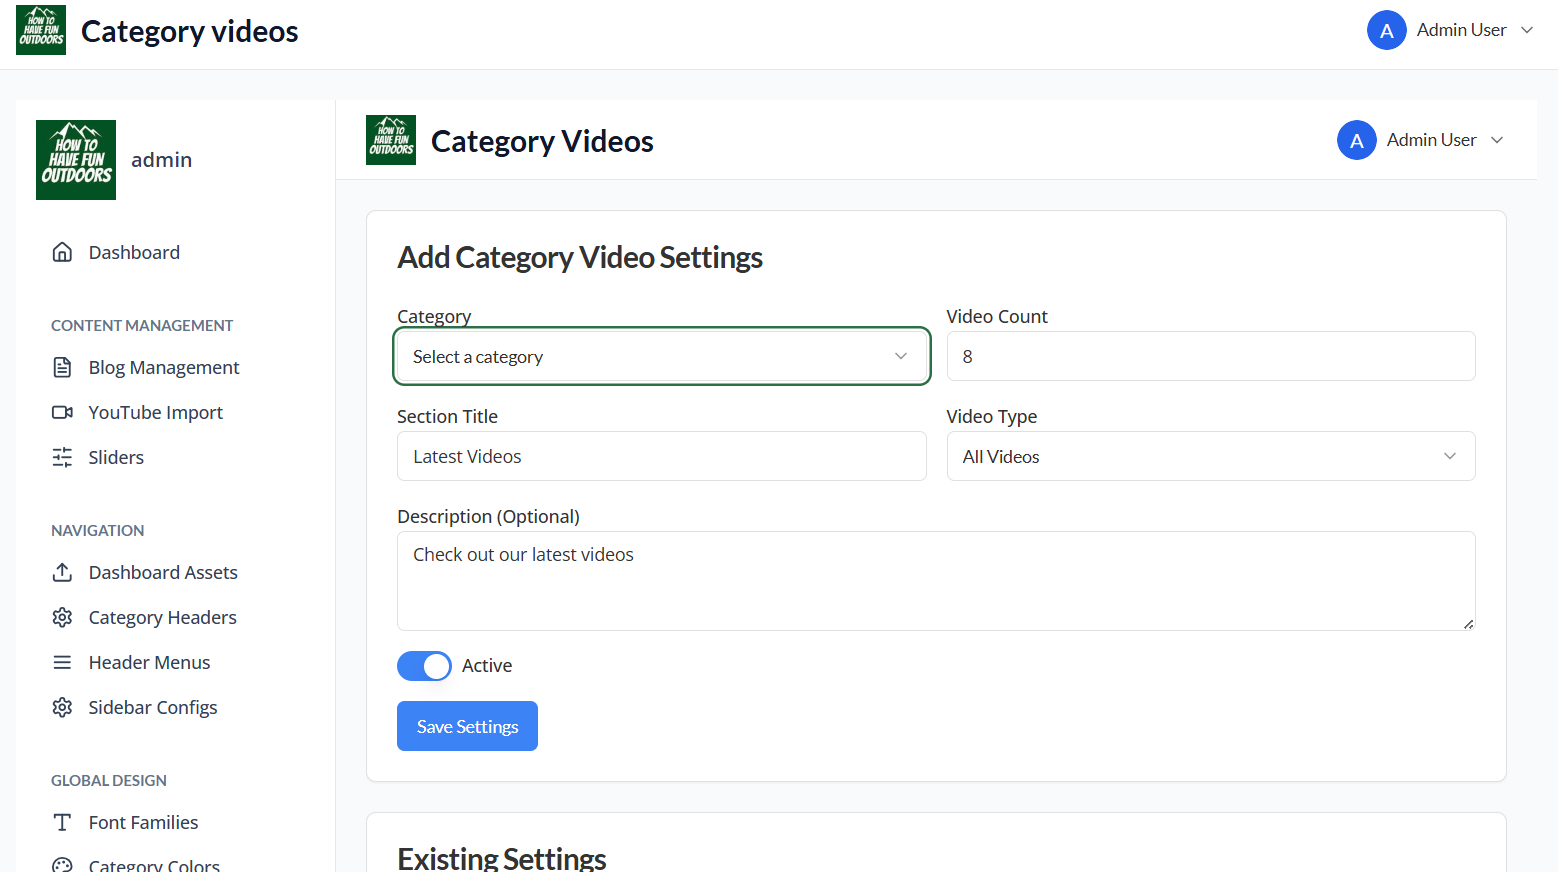 HOW TO
HAVE FUN
OUTDOORS
Category videos
A
Admin User
HOW TO
HAVE FUN
OUTDOORS
admin
HOW TO
HAVE FUN
OUTDOORS
Category Videos
A
Admin User
Dashboard
CONTENT MANAGEMENT
Blog Management
YouTube Import
Sliders
NAVIGATION
Dashboard Assets
Category Headers
Header Menus
Sidebar Configs
GLOBAL DESIGN
Font Families
Category Colors
Add Category Video Settings
Category
Select a category
Video Count
8
Section Title
Latest Videos
Video Type
All Videos
Description (Optional)
Check out our latest videos
Active
Save Settings
Existing Settings